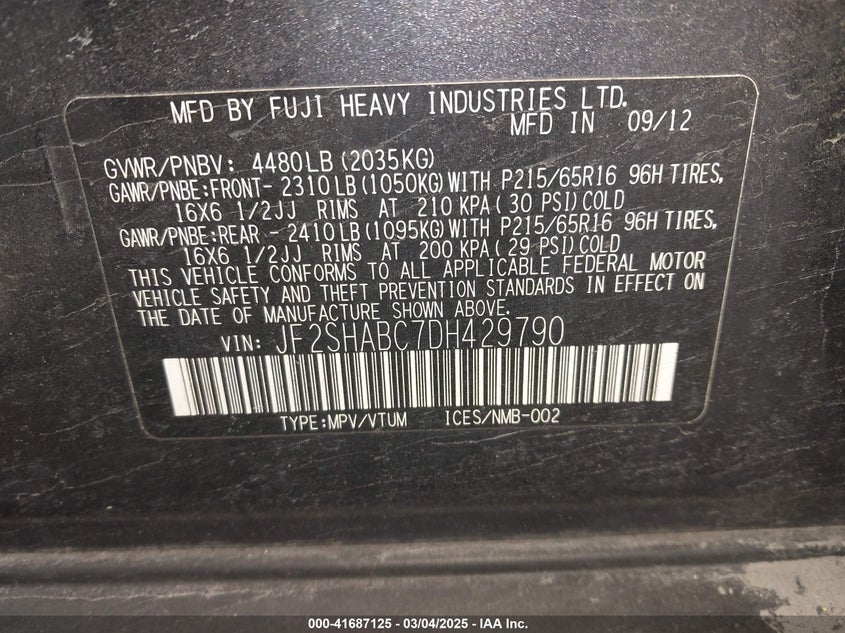 MFD BY FUJI HEAVY INDUSTRIES LTD.
MFD IN 09/12
GVWR/PNBV: 4480LB(2035KG)
GAWR/PNBE:FRONT- 2310LB(1050KG)WITH P215/65R16 96H TIRES,
16X6 1/2JJ RIMS AT 210 KPA(30 PSI)COLD
GAWR/PNBE:REAR - 2410LB(1095KG)WITH P215/65R16 96H TIRES,
16X6 1/2JJ RIMS AT 200 KPA(29 PSI)COLD
THIS VEHICLE CONFORMS TO ALL APPLICABLE FEDERAL MOTOR
VEHICLE SAFETY AND THEFT PREVENTION STANDARDS IN EFFECT ON
THE DATE OF MANUFACTURE SHOWN ABOVE.
VIN: JF2SHABC7DH429790
TYPE:MPV/VTUM ICES/NMB-002
000-41687125 - 03/04/2025 - IAA Inc.